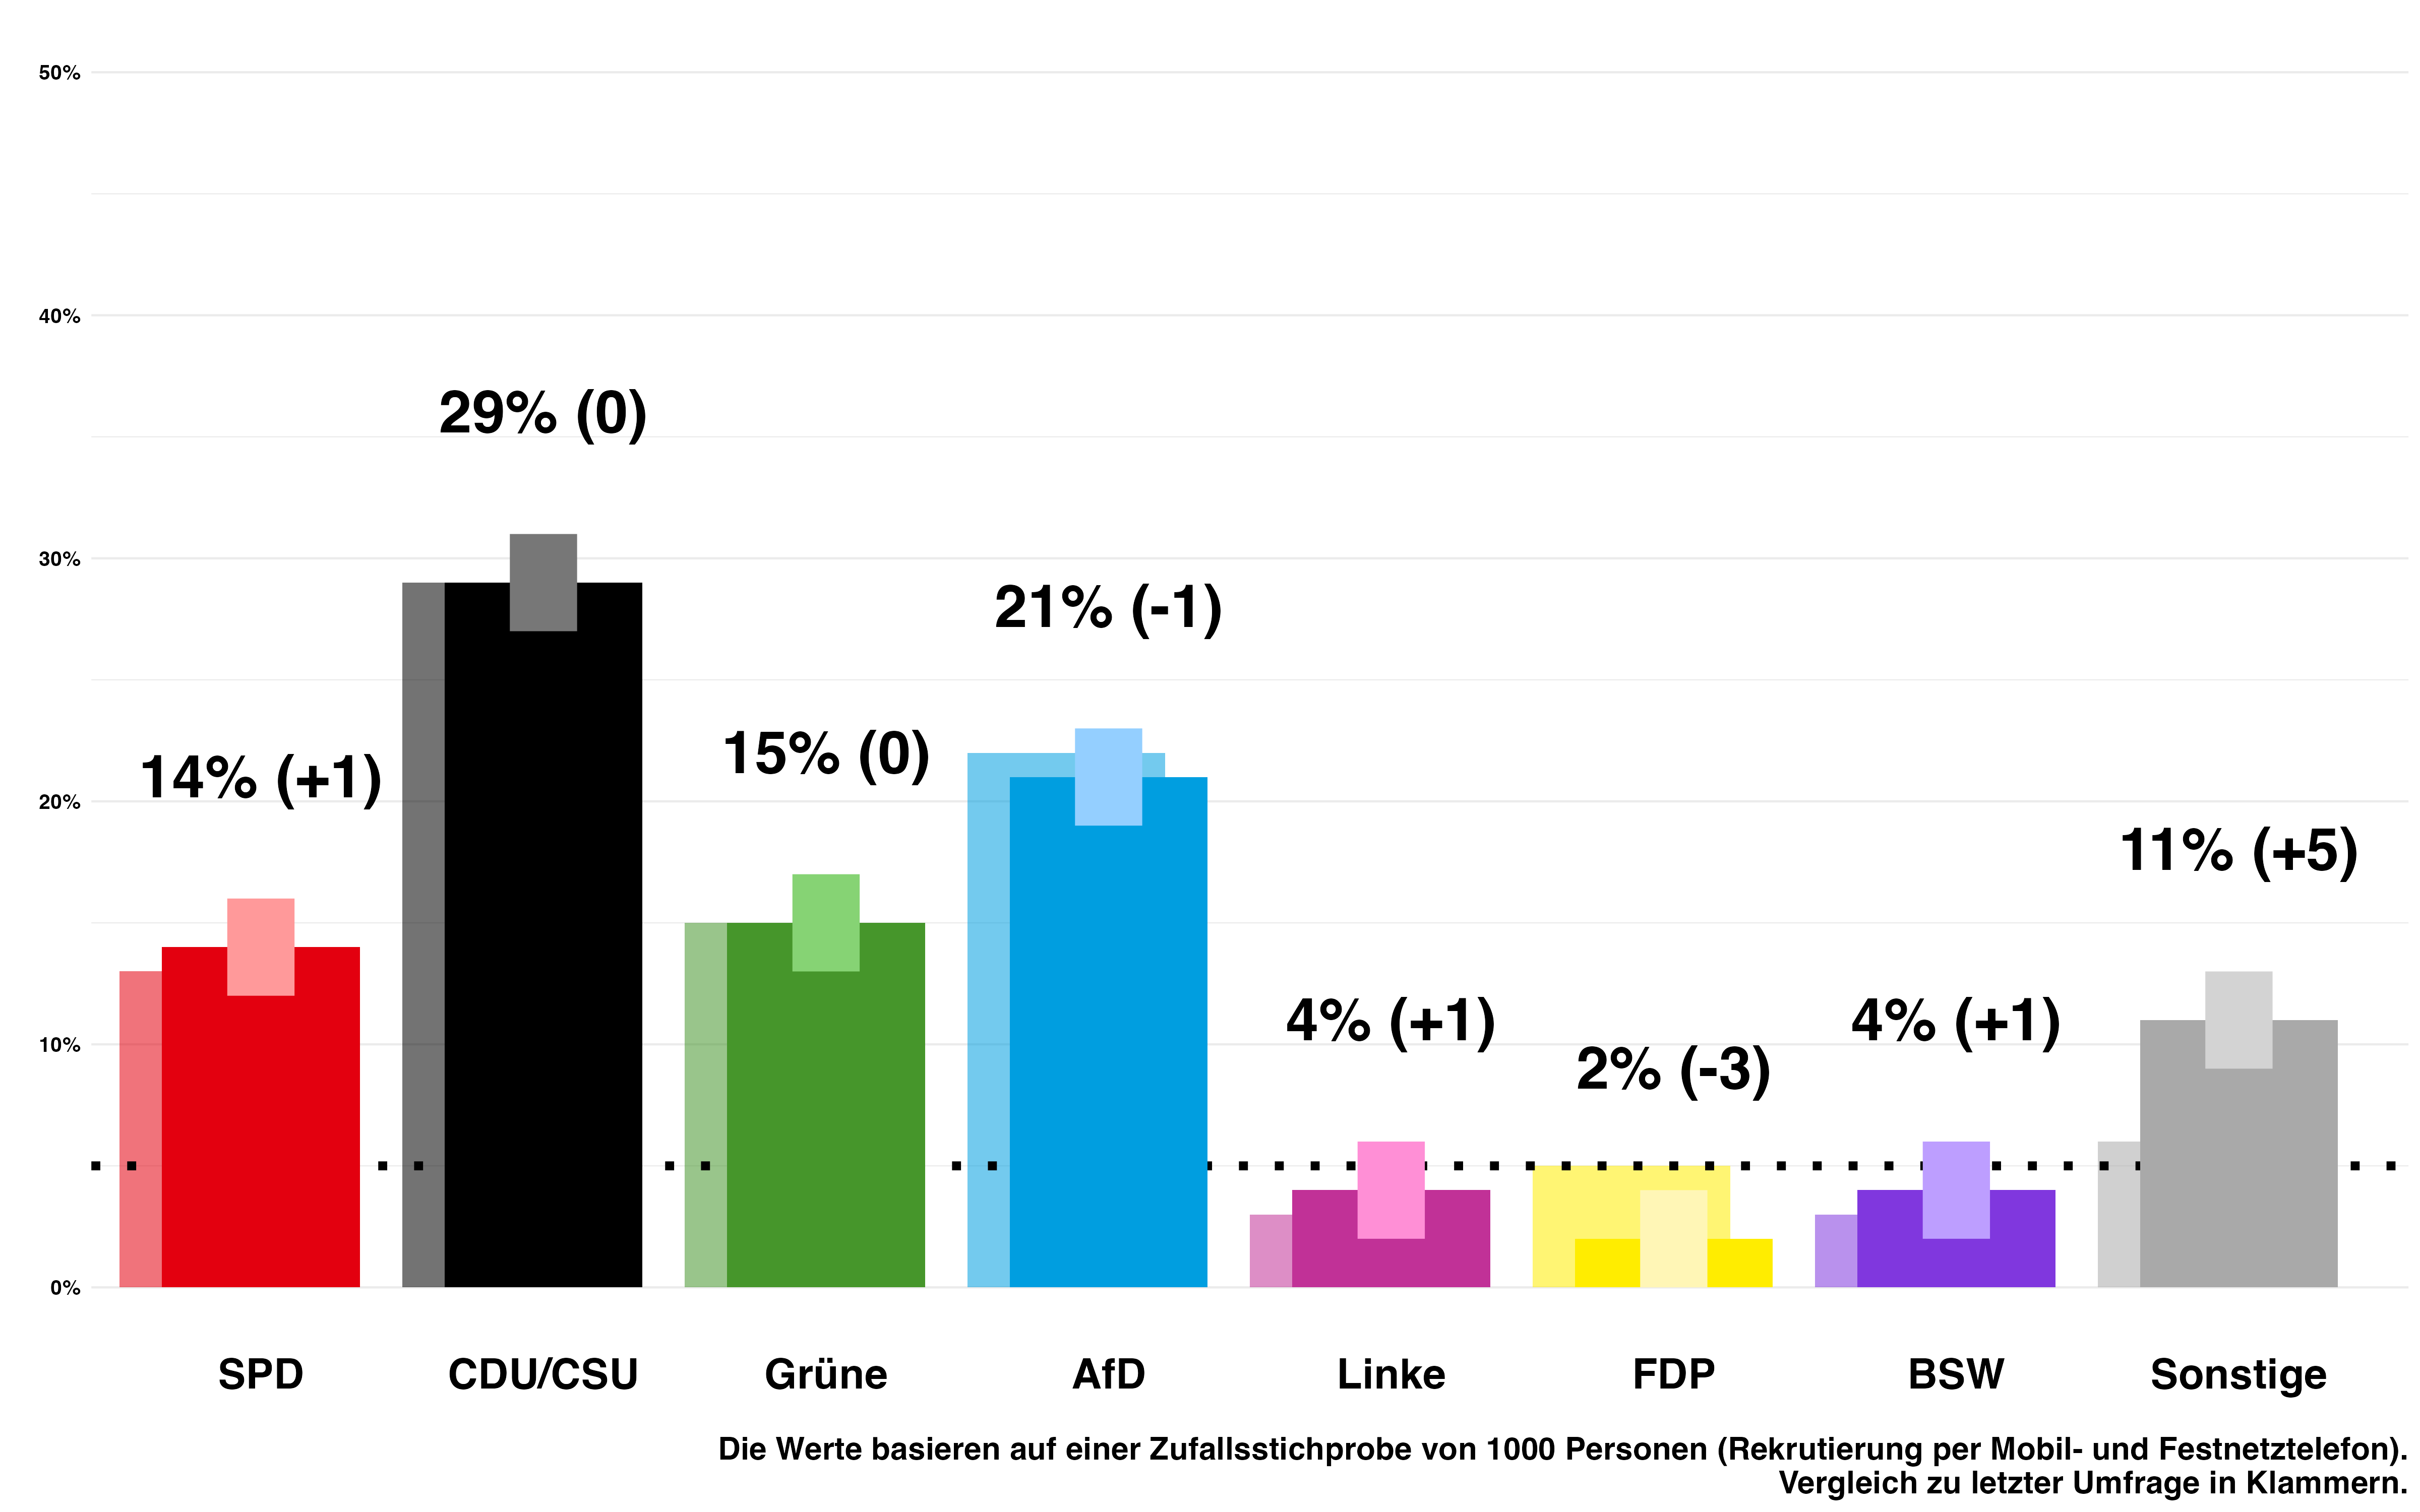 50%
40%
30%
20%
10%
0%
14% (+1)
29% (0)
15% (0)
21% (-1)
4% (+1)
2% (-3)
4% (+1)
11% (+5)
SPD
CDU/CSU
Grüne
AfD
Linke
FDP
BSW
Sonstige
Die Werte basieren auf einer Zufallsstichprobe von 1000 Personen (Rekrutierung per Mobil- und Festnetztelefon).
Vergleich zu letzter Umfrage in Klammern.